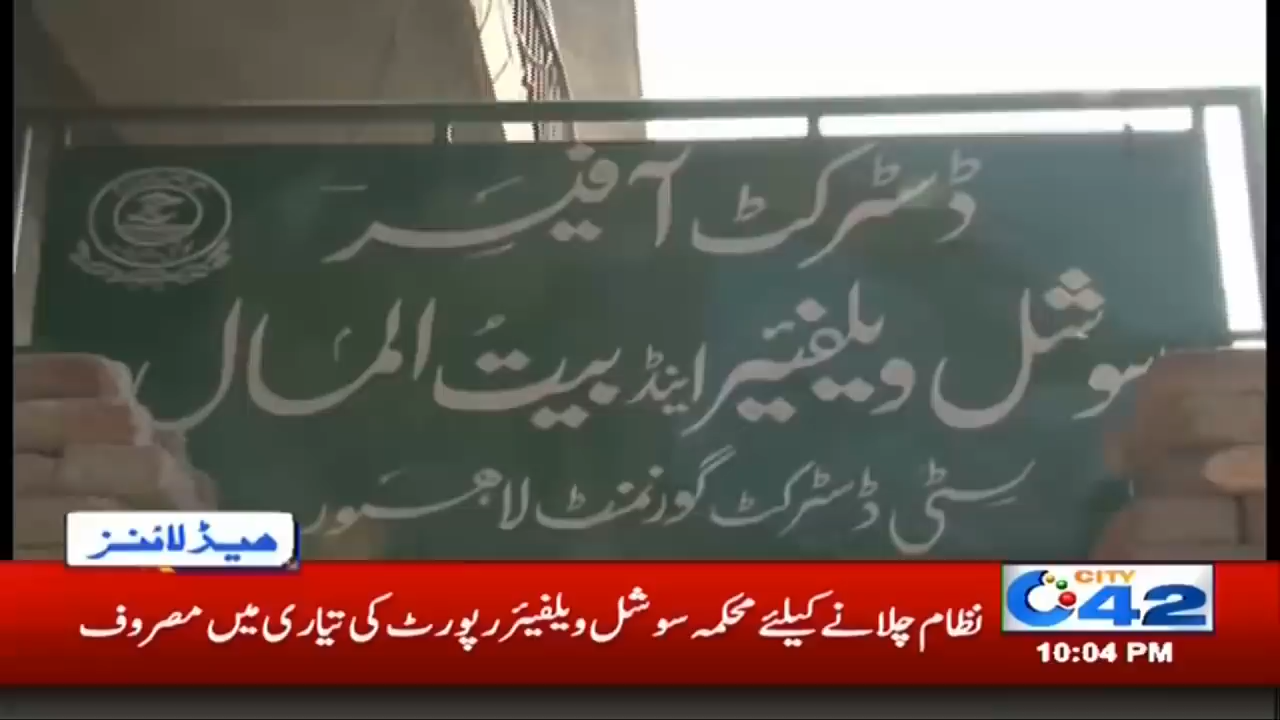 ڈسٹرکٹ آفیسر
سوشل ویلفیئر اینڈ بیتُ المال
سٹی ڈسٹرکٹ گورنمنٹ لاہور
ہیڈلائنز
CITY
42
نظام چلانے کیلئے محکمہ سوشل ویلفیئر رپورٹ کی تیاری میں مصروف
10:04 PM